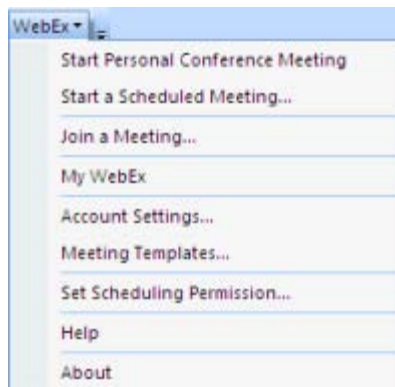 WebEx
Start Personal Conference Meeting
Start a Scheduled Meeting...
Join a Meeting...
My WebEx
Account Settings...
Meeting Templates...
Set Scheduling Permission...
Help
About